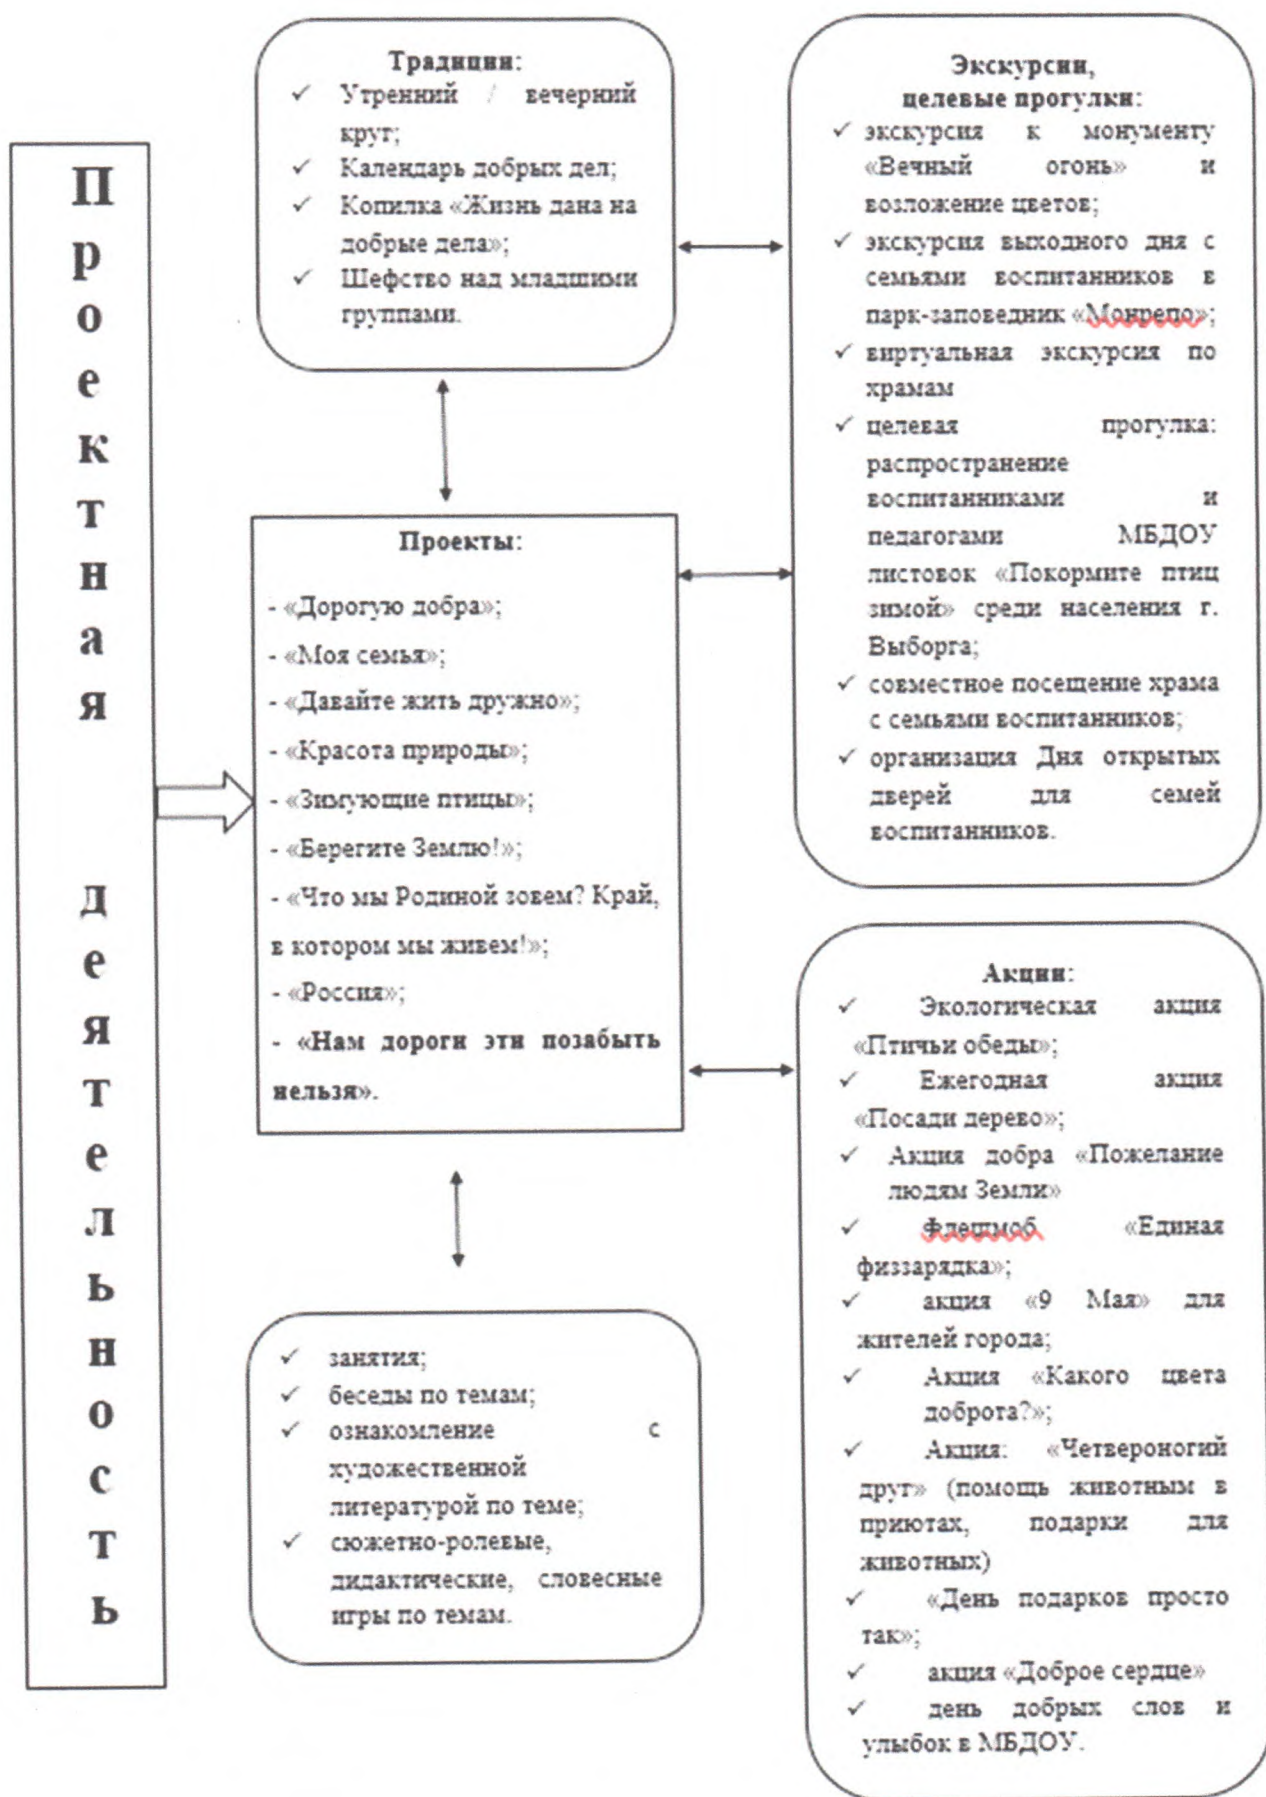 Проектная деятельность
Традиции:
✓ Утренний / вечерний
круг;
✓ Календарь добрых дел;
✓ Копилка «Жизнь дана на
добрые дела»;
✓ Шефство над младшими
группами.
Проекты:
- «Дорогую добра»;
- «Моя семья»;
- «Давайте жить дружно»;
- «Красота природы»;
- «Зимующие птицы»;
- «Берегите Землю!»;
- «Что мы Родиной зовем? Край,
в котором мы живем!»;
- «Россия»;
- «Нам дороги эти позабыть
нельзя».
✓ занятия;
✓ беседы по темам;
✓ ознакомление с
художественной
литературой по теме;
✓ сюжетно-ролевые,
дидактические, словесные
игры по темам.
Экскурсии,
целевые прогулки:
✓ экскурсия к монументу
«Вечный огонь» и
возложение цветов;
✓ экскурсия выходного дня с
семьями воспитанников в
парк-заповедник «Монрепо»;
✓ виртуальная экскурсия по
храмам
✓ целевая прогулка:
распространение
воспитанниками и
педагогами МБДОУ
листовок «Покормите птиц
зимой» среди населения г.
Выборга;
✓ совместное посещение храма
с семьями воспитанников;
✓ организация Дня открытых
дверей для семей
воспитанников.
Акции:
✓ Экологическая акция
«Птичьи обеды»;
✓ Ежегодная акция
«Посади дерево»;
✓ Акция добра «Пожелание
людям Земли»
✓ Флешмоб «Единая
физзарядка»;
✓ акция «9 Мая» для
жителей города;
✓ Акция «Какого цвета
доброта?»;
✓ Акция: «Четвероногий
друг» (помощь животным в
приютах, подарки для
животных)
✓ «День подарков просто
так»;
✓ акция «Доброе сердце»
✓ день добрых слов и
улыбок в МБДОУ.